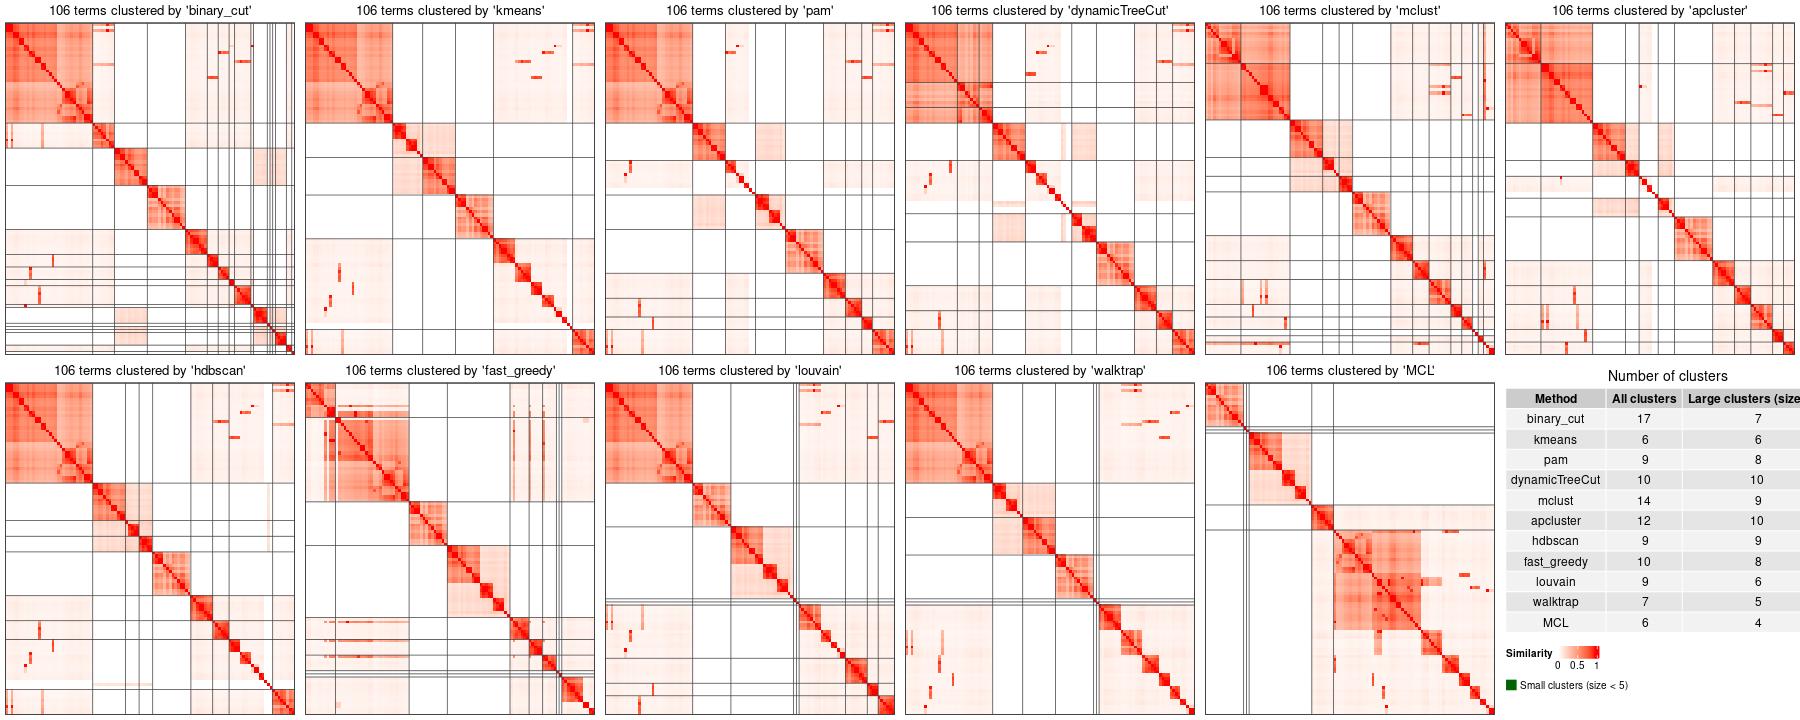 106 terms clustered by 'binary_cut'
106 terms clustered by 'kmeans'
106 terms clustered by 'pam'
106 terms clustered by 'dynamicTreeCut'
106 terms clustered by 'mclust'
106 terms clustered by 'apcluster'
106 terms clustered by 'hdbscan'
106 terms clustered by 'fast_greedy'
106 terms clustered by 'louvain'
106 terms clustered by 'walktrap'
106 terms clustered by 'MCL'
Number of clusters
Method All clusters Large clusters (size
binary_cut 17 7
kmeans 6 6
pam 9 8
dynamicTreeCut 10 10
mclust 14 9
apcluster 12 10
hdbscan 9 9
fast_greedy 10 8
louvain 9 6
walktrap 7 5
MCL 6 4
Similarity
0 0.5 1
Small clusters (size < 5)